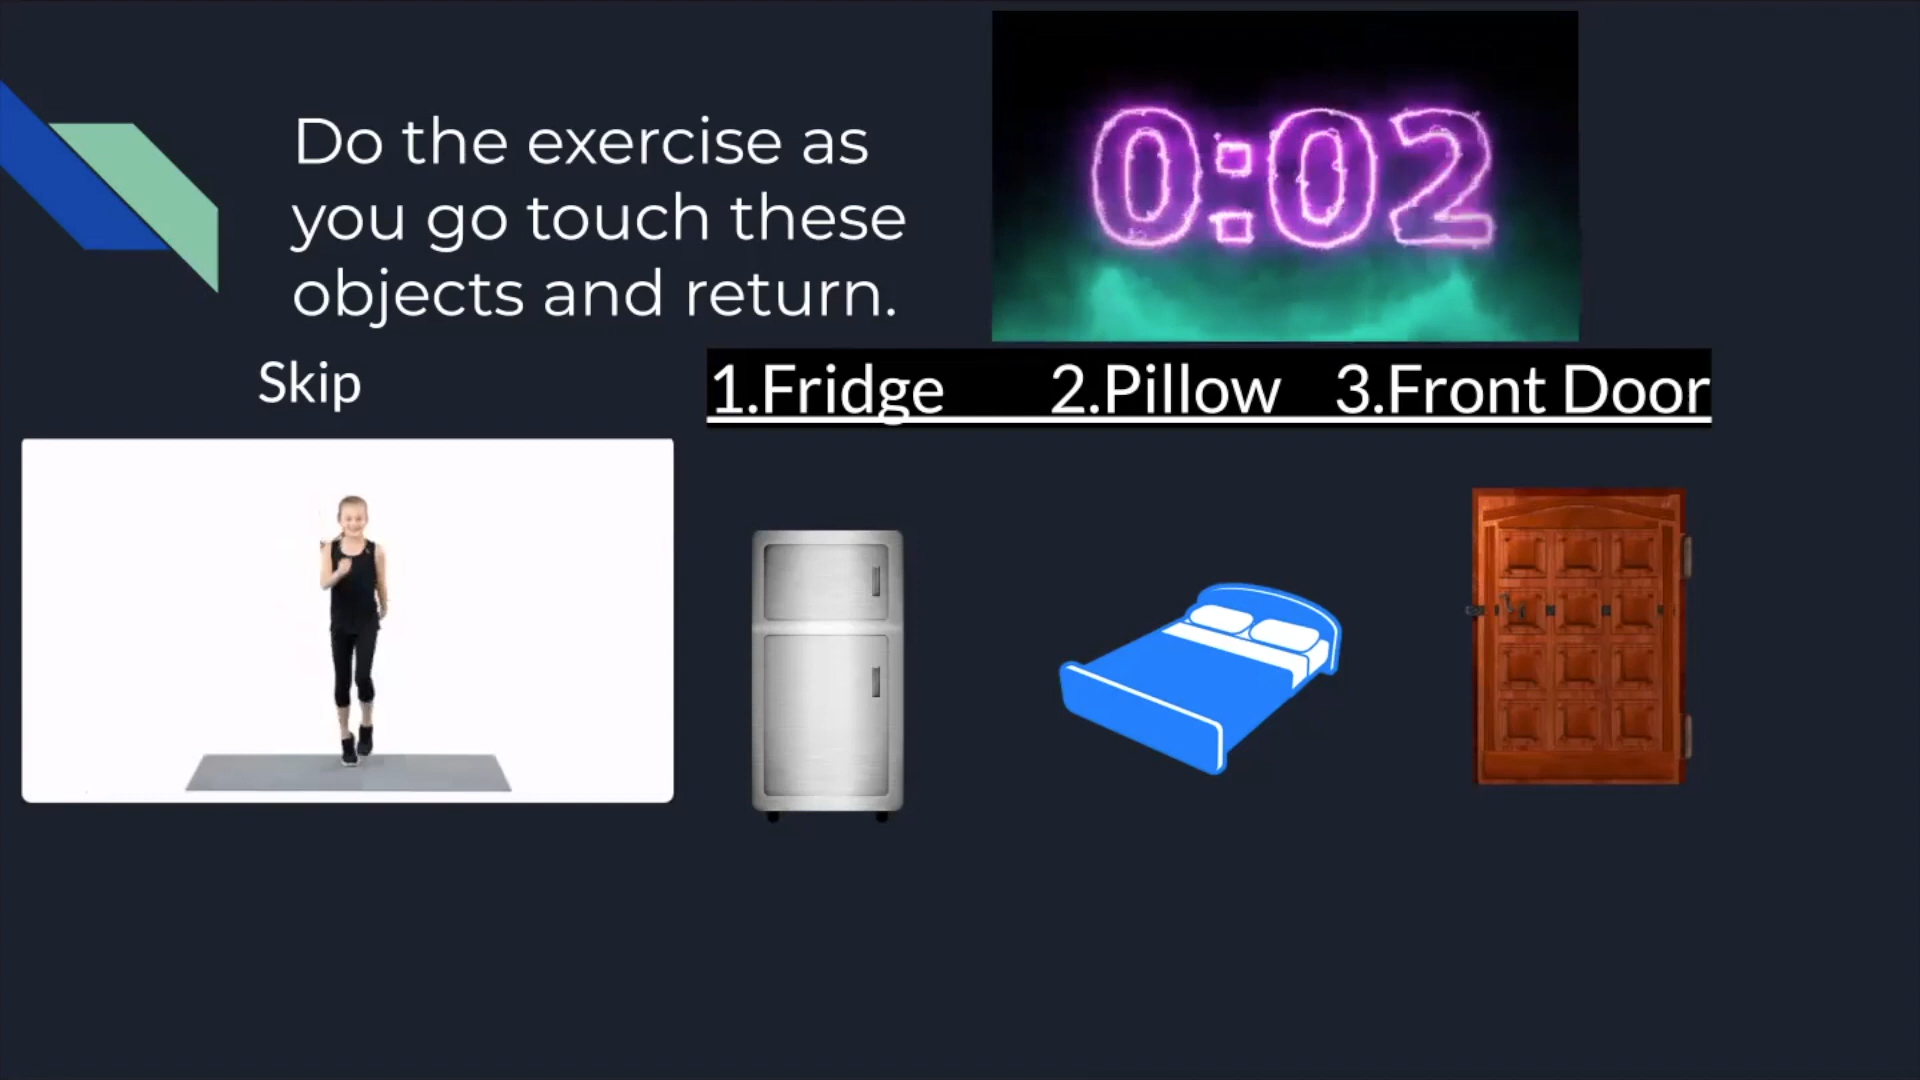 Do the exercise as
you go touch these
objects and return.
0:02
Skip
1.Fridge 2.Pillow 3.Front Door